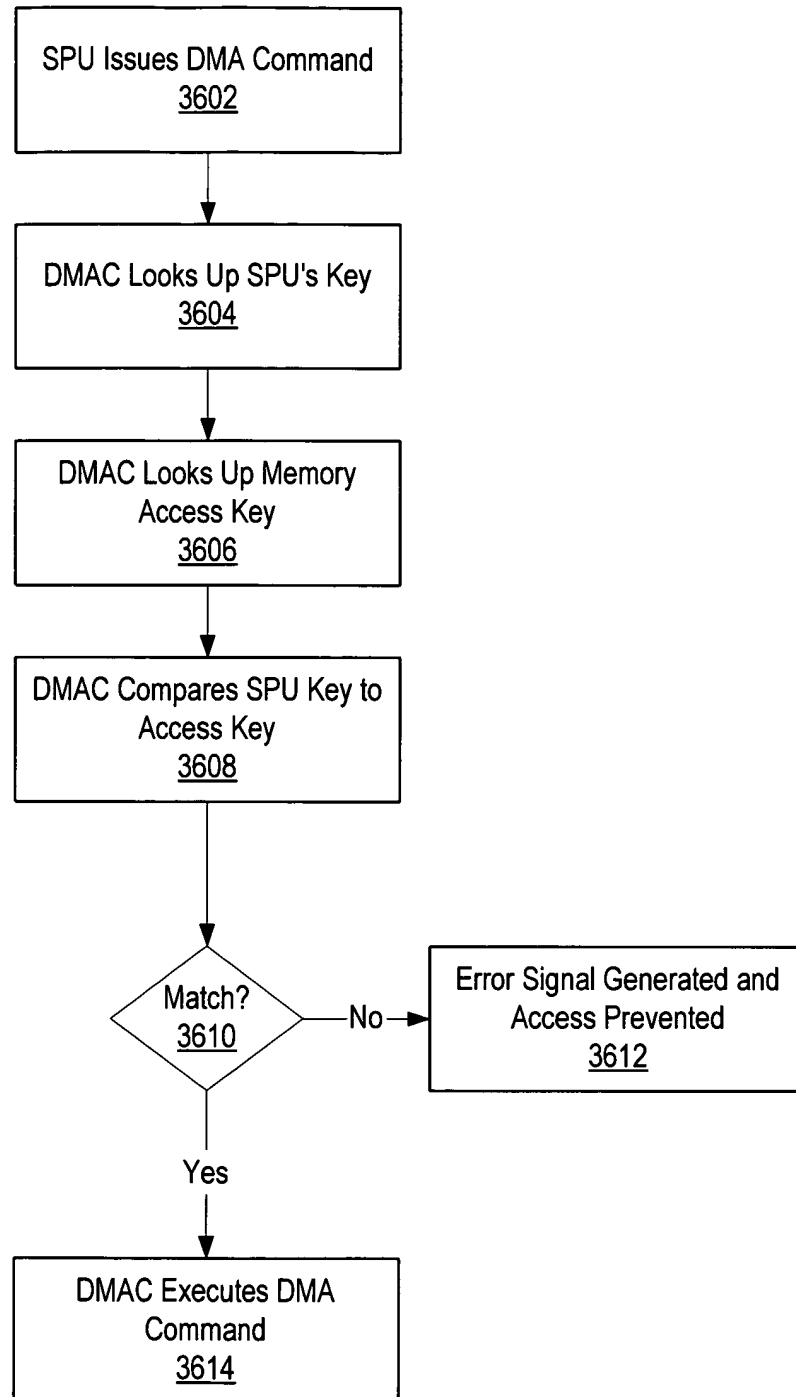 SPU Issues DMA Command
3602
DMAC Looks Up SPU's Key
3604
DMAC Looks Up Memory
Access Key
3606
DMAC Compares SPU Key to
Access Key
3608
Match?
3610
No
Error Signal Generated and
Access Prevented
3612
Yes
DMAC Executes DMA
Command
3614